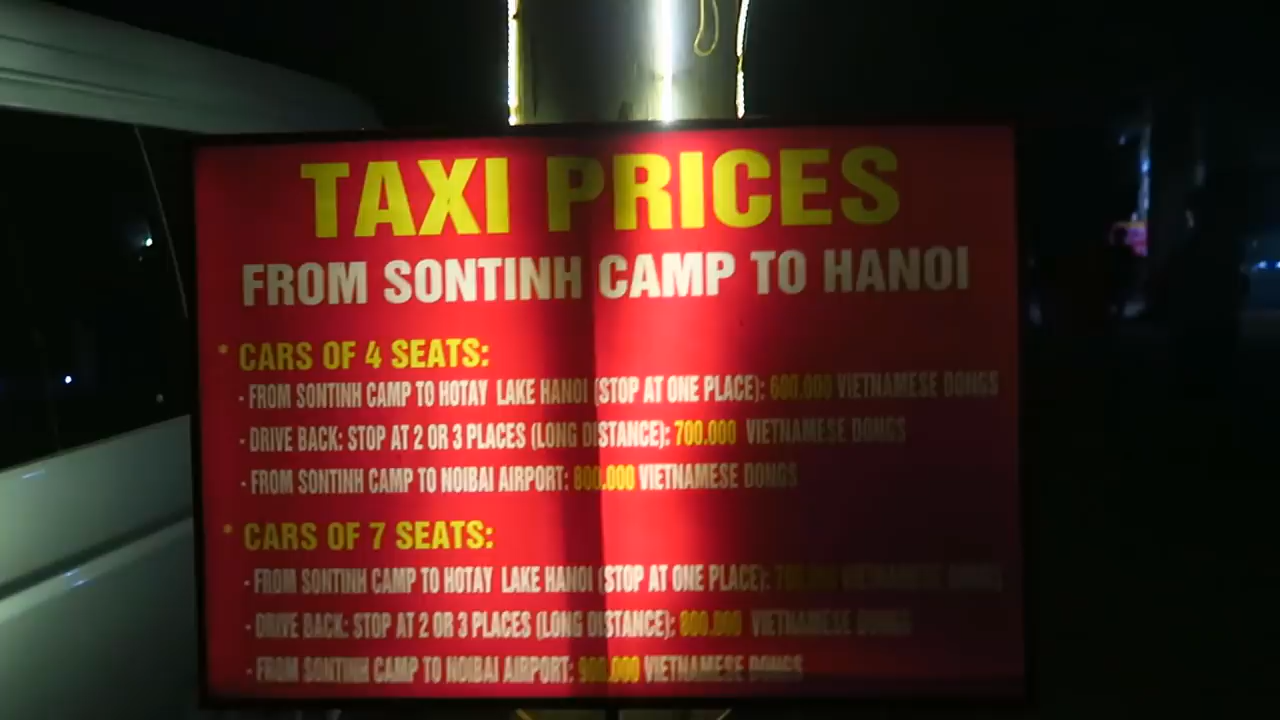 TAXI PRICES
FROM SONTINH CAMP TO HANOI
* CARS OF 4 SEATS:
- FROM SONTINH CAMP TO HOTAY LAKE HANOI (STOP AT ONE PLACE): 600.000 VIETNAMESE DONGS
- DRIVE BACK: STOP AT 2 OR 3 PLACES (LONG DISTANCE): 700.000 VIETNAMESE DONGS
- FROM SONTINH CAMP TO NOIBAI AIRPORT: 800.000 VIETNAMESE DONGS
* CARS OF 7 SEATS:
- FROM SONTINH CAMP TO HOTAY LAKE HANOI (STOP AT ONE PLACE): VIETNAMESE DONGS
- DRIVE BACK: STOP AT 2 OR 3 PLACES (LONG DISTANCE): 800.000 VIETNAMESE DONGS
- FROM SONTINH CAMP TO NOIBAI AIRPORT: 900.000 VIETNAMESE DONGS